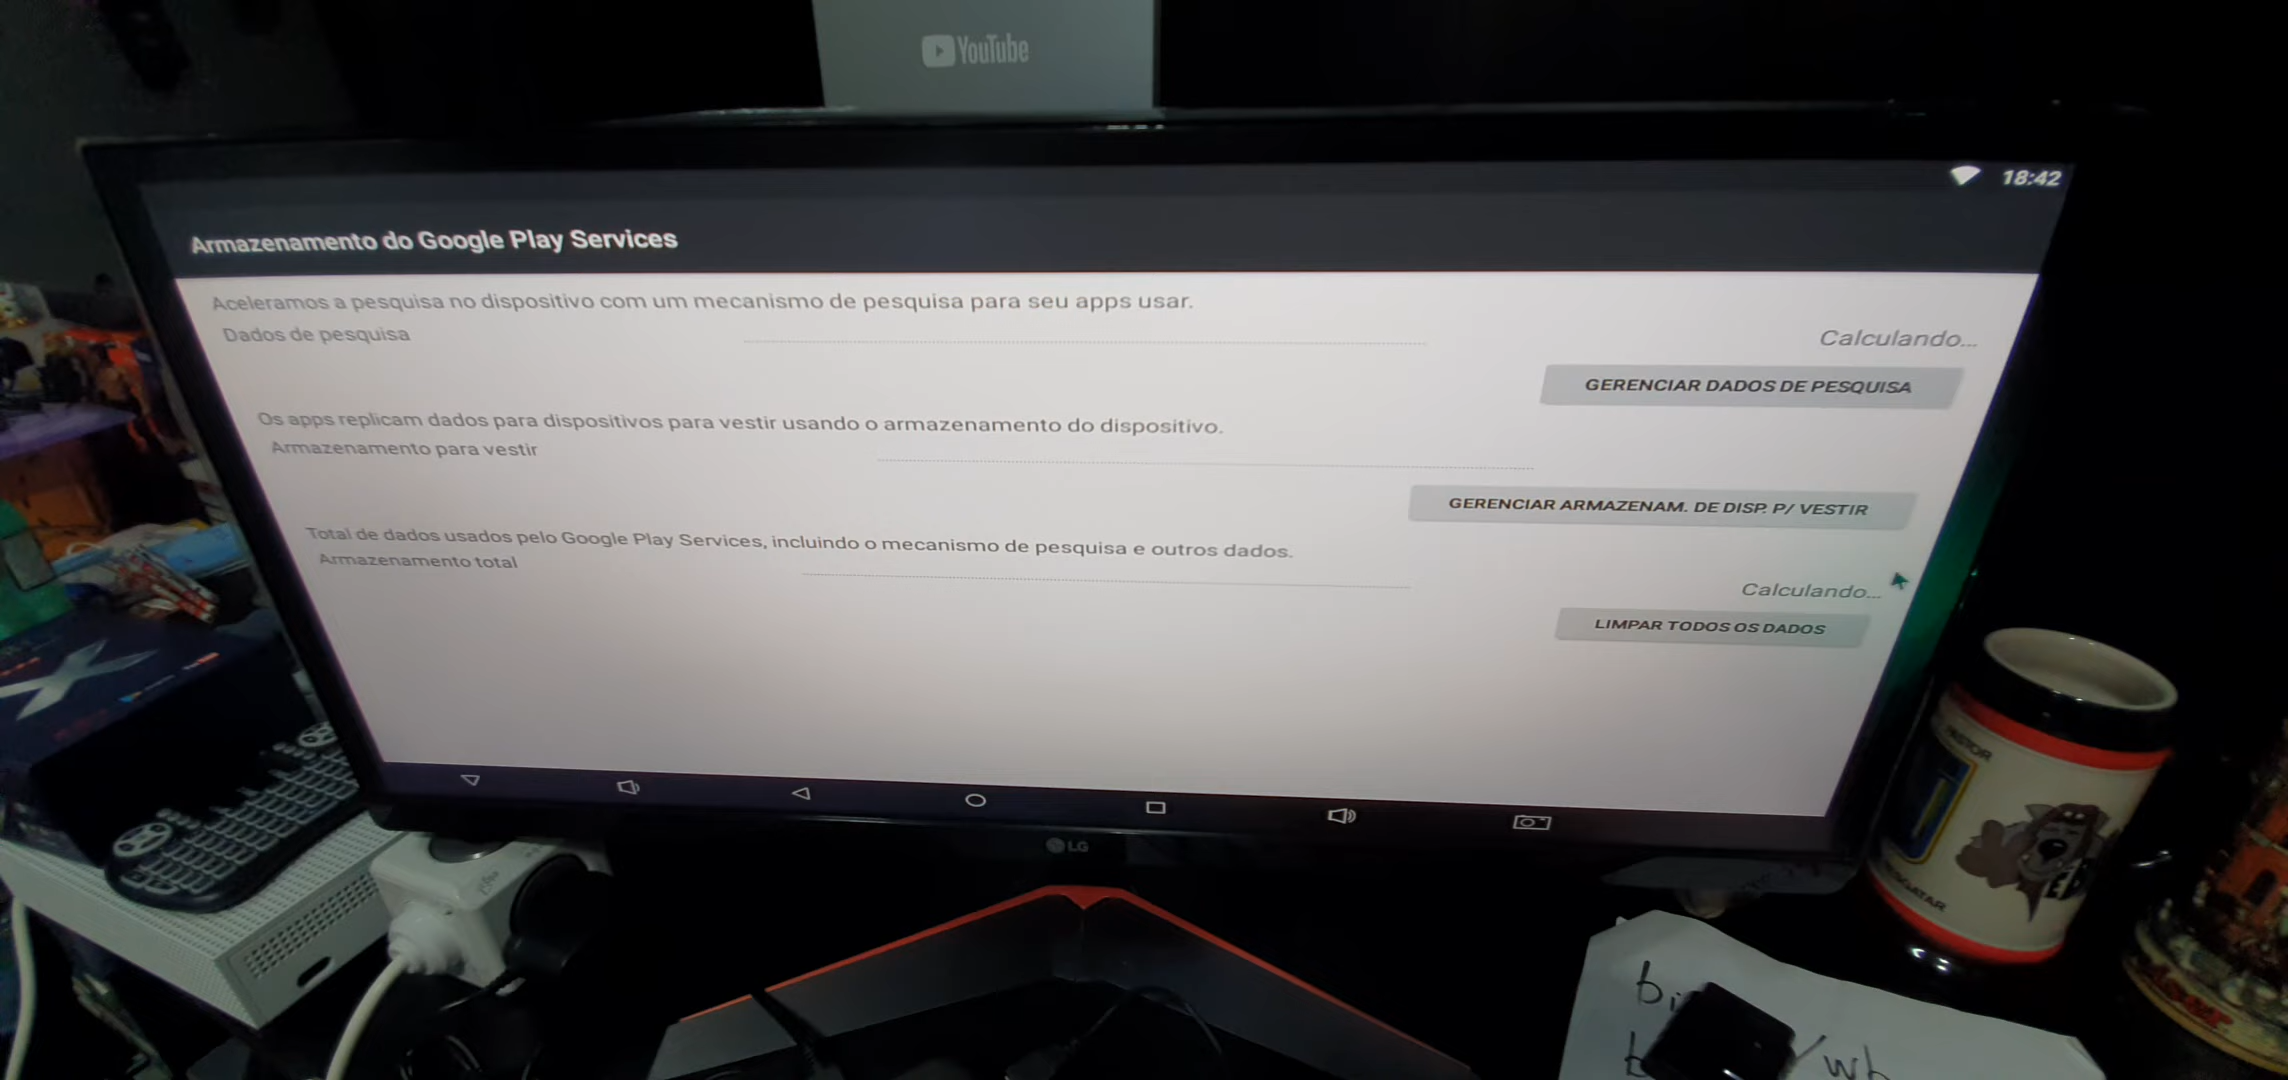 YouTube
18:42
Armazenamento do Google Play Services
Aceleramos a pesquisa no dispositivo com um mecanismo de pesquisa para seu apps usar.
Dados de pesquisa
Calculando...
GERENCIAR DADOS DE PESQUISA
Os apps replicam dados para dispositivos para vestir usando o armazenamento do dispositivo.
Armazenamento para vestir
GERENCIAR ARMAZENAM. DE DISP. P/ VESTIR
Total de dados usados pelo Google Play Services, incluindo o mecanismo de pesquisa e outros dados.
Armazenamento total
Calculando...
LIMPAR TODOS OS DADOS
LG
X